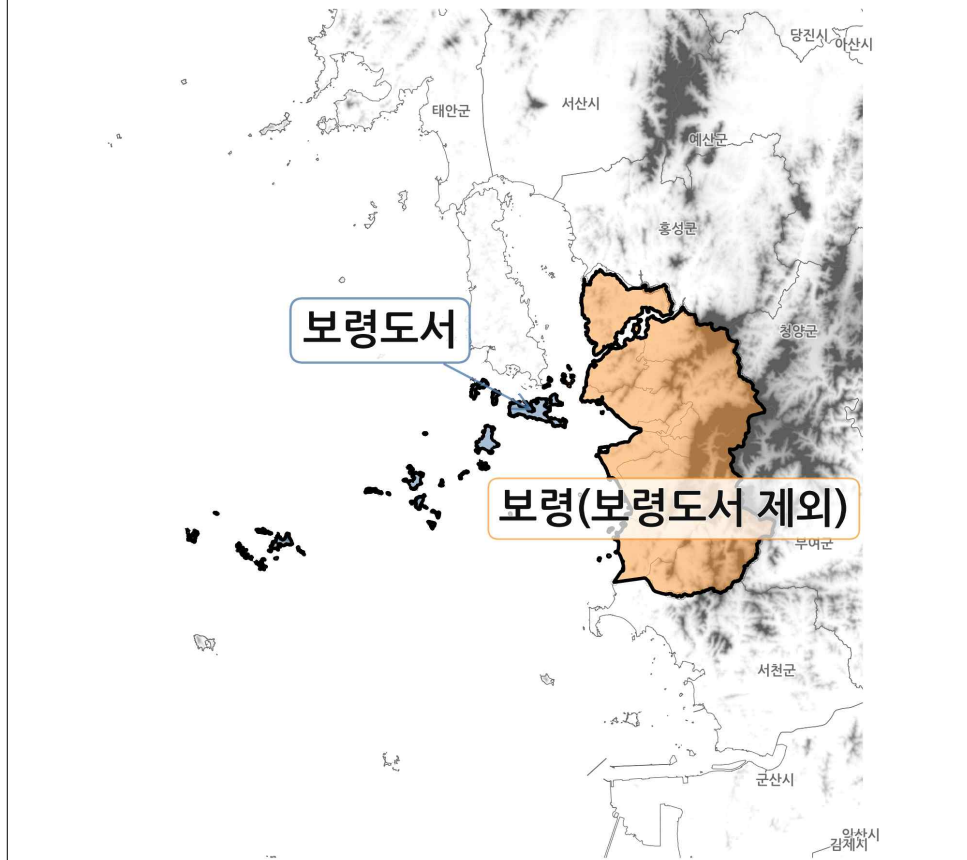 당진시
아산시
태안군
서산시
예산군
홍성군
보령도서
청양군
보령(보령도서 제외)
부여군
서천군
군산시
익산시
김제시